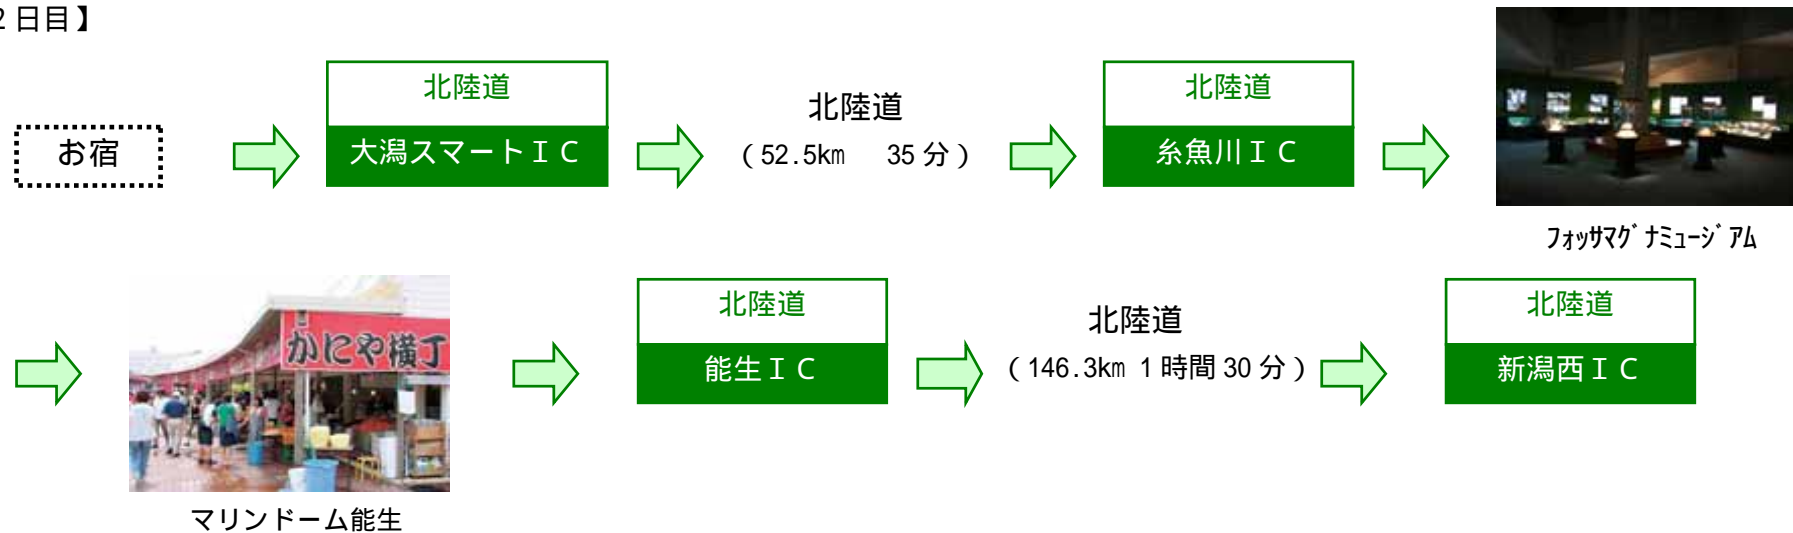 2日目】
お宿
北陸道
大潟スマートＩＣ
北陸道
(52.5km 35分)
北陸道
糸魚川ＩＣ
ﾌｫｯｻﾏｸﾞﾅﾐｭｰｼﾞｱﾑ
かにや横丁
マリンドーム能生
北陸道
能生ＩＣ
北陸道
(146.3km 1時間30分)
北陸道
新潟西ＩＣ